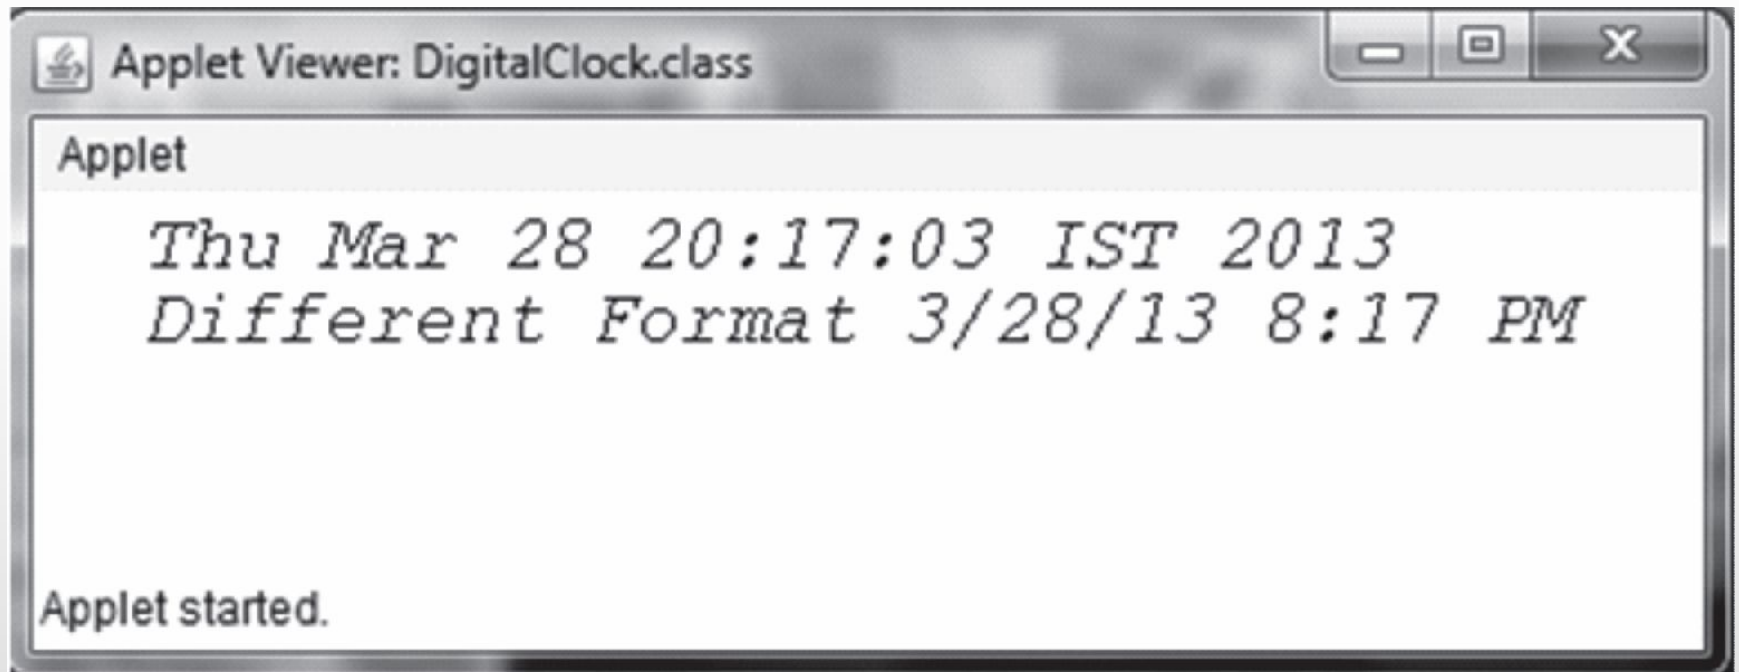 Applet Viewer: DigitalClock.class
Applet
Thu Mar 28 20:17:03 IST 2013
Different Format 3/28/13 8:17 PM
Applet started.